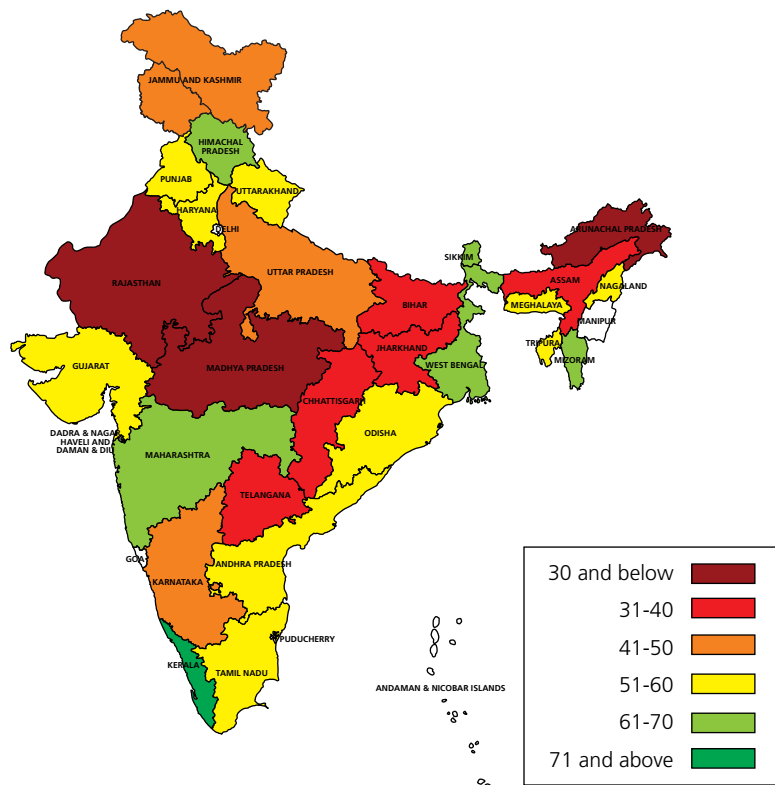 JAMMU AND KASHMIR
HIMACHAL
PRADESH
PUNJAB
UTTARAKHAND
HARYANA
DELHI
ARUNACHAL PRADESH
SIKKIM
RAJASTHAN
UTTAR PRADESH
ASSAM
NAGALAND
BIHAR
MEGHALAYA
MANIPUR
JHARKHAND
TRIPURA
GUJARAT
MADHYA PRADESH
WEST BENGAL
MIZORAM
CHHATTISGARH
DADRA & NAGAR
HAVELI AND
DAMAN & DIU
ODISHA
MAHARASHTRA
TELANGANA
GOA
ANDHRA PRADESH
KARNATAKA
PUDUCHERRY
KERALA
TAMIL NADU
ANDAMAN & NICOBAR ISLANDS
30 and below
31-40
41-50
51-60
61-70
71 and above